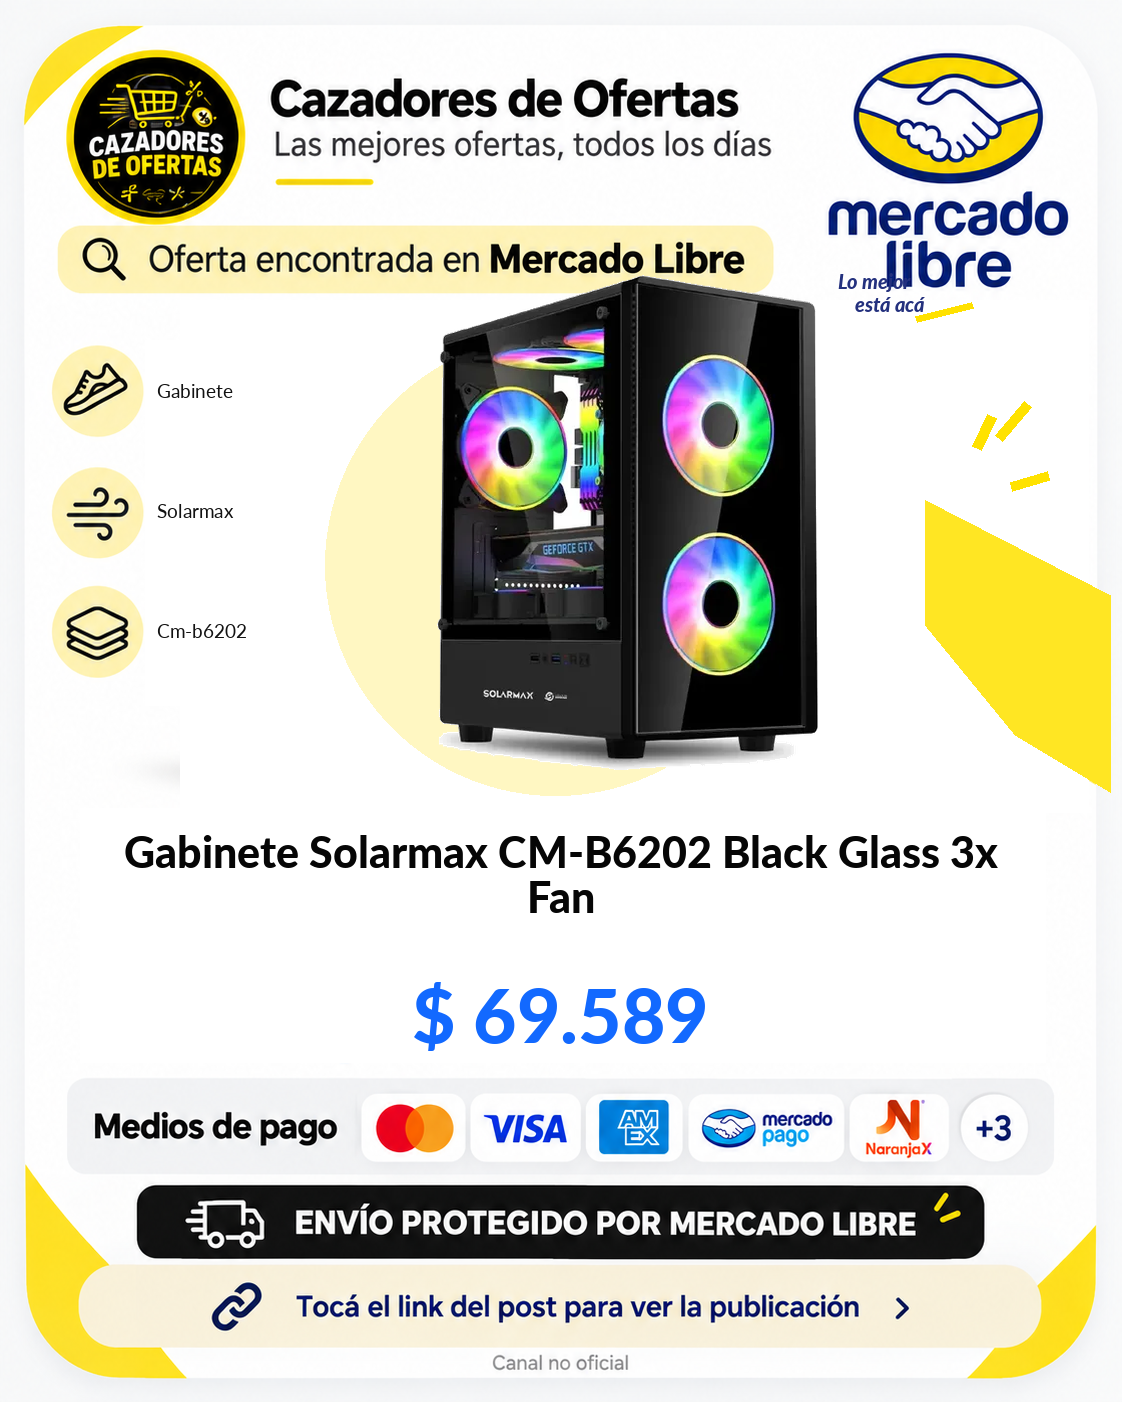 CAZADORES
DE OFERTAS
Cazadores de Ofertas
Las mejores ofertas, todos los días
mercado
libre
Lo mejor
está acá
Oferta encontrada en Mercado Libre
Gabinete
Solarmax
Cm-b6202
GEFORCE GTX
SOLARMAX
Gabinete Solarmax CM-B6202 Black Glass 3x
Fan
$ 69.589
Medios de pago
VISA
AM
EX
mercado
pago
NaranjaX
+3
ENVÍO PROTEGIDO POR MERCADO LIBRE
Tocá el link del post para ver la publicación
Canal no oficial